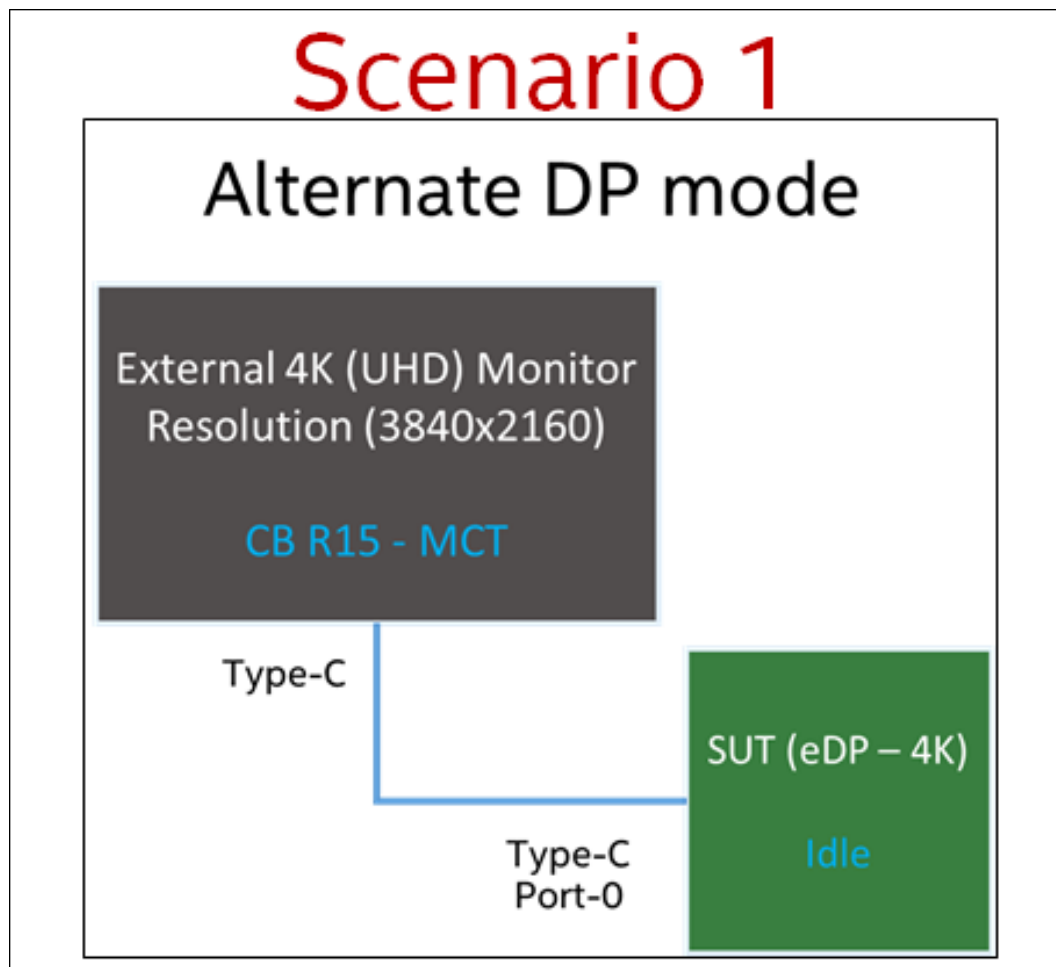 Scenario 1
Alternate DP mode
External 4K (UHD) Monitor
Resolution (3840x2160)
CB R15 - MCT
Type-C
SUT (eDP – 4K)
Idle
Type-C
Port-0